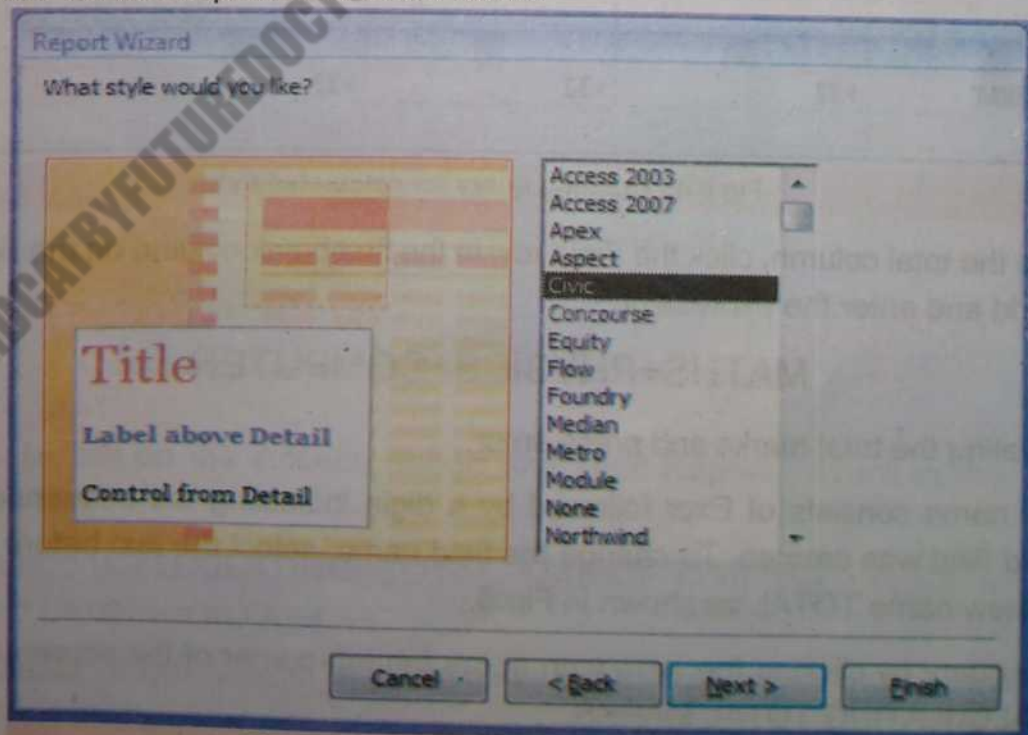 Report Wizard
What style would you like?
Title
Label above Detail
Control from Detail
Access 2003
Access 2007
Apex
Aspect
Civic
Concourse
Equity
Flow
Foundry
Median
Metro
Module
None
Northwind
Cancel
< Back
Next >
Finish